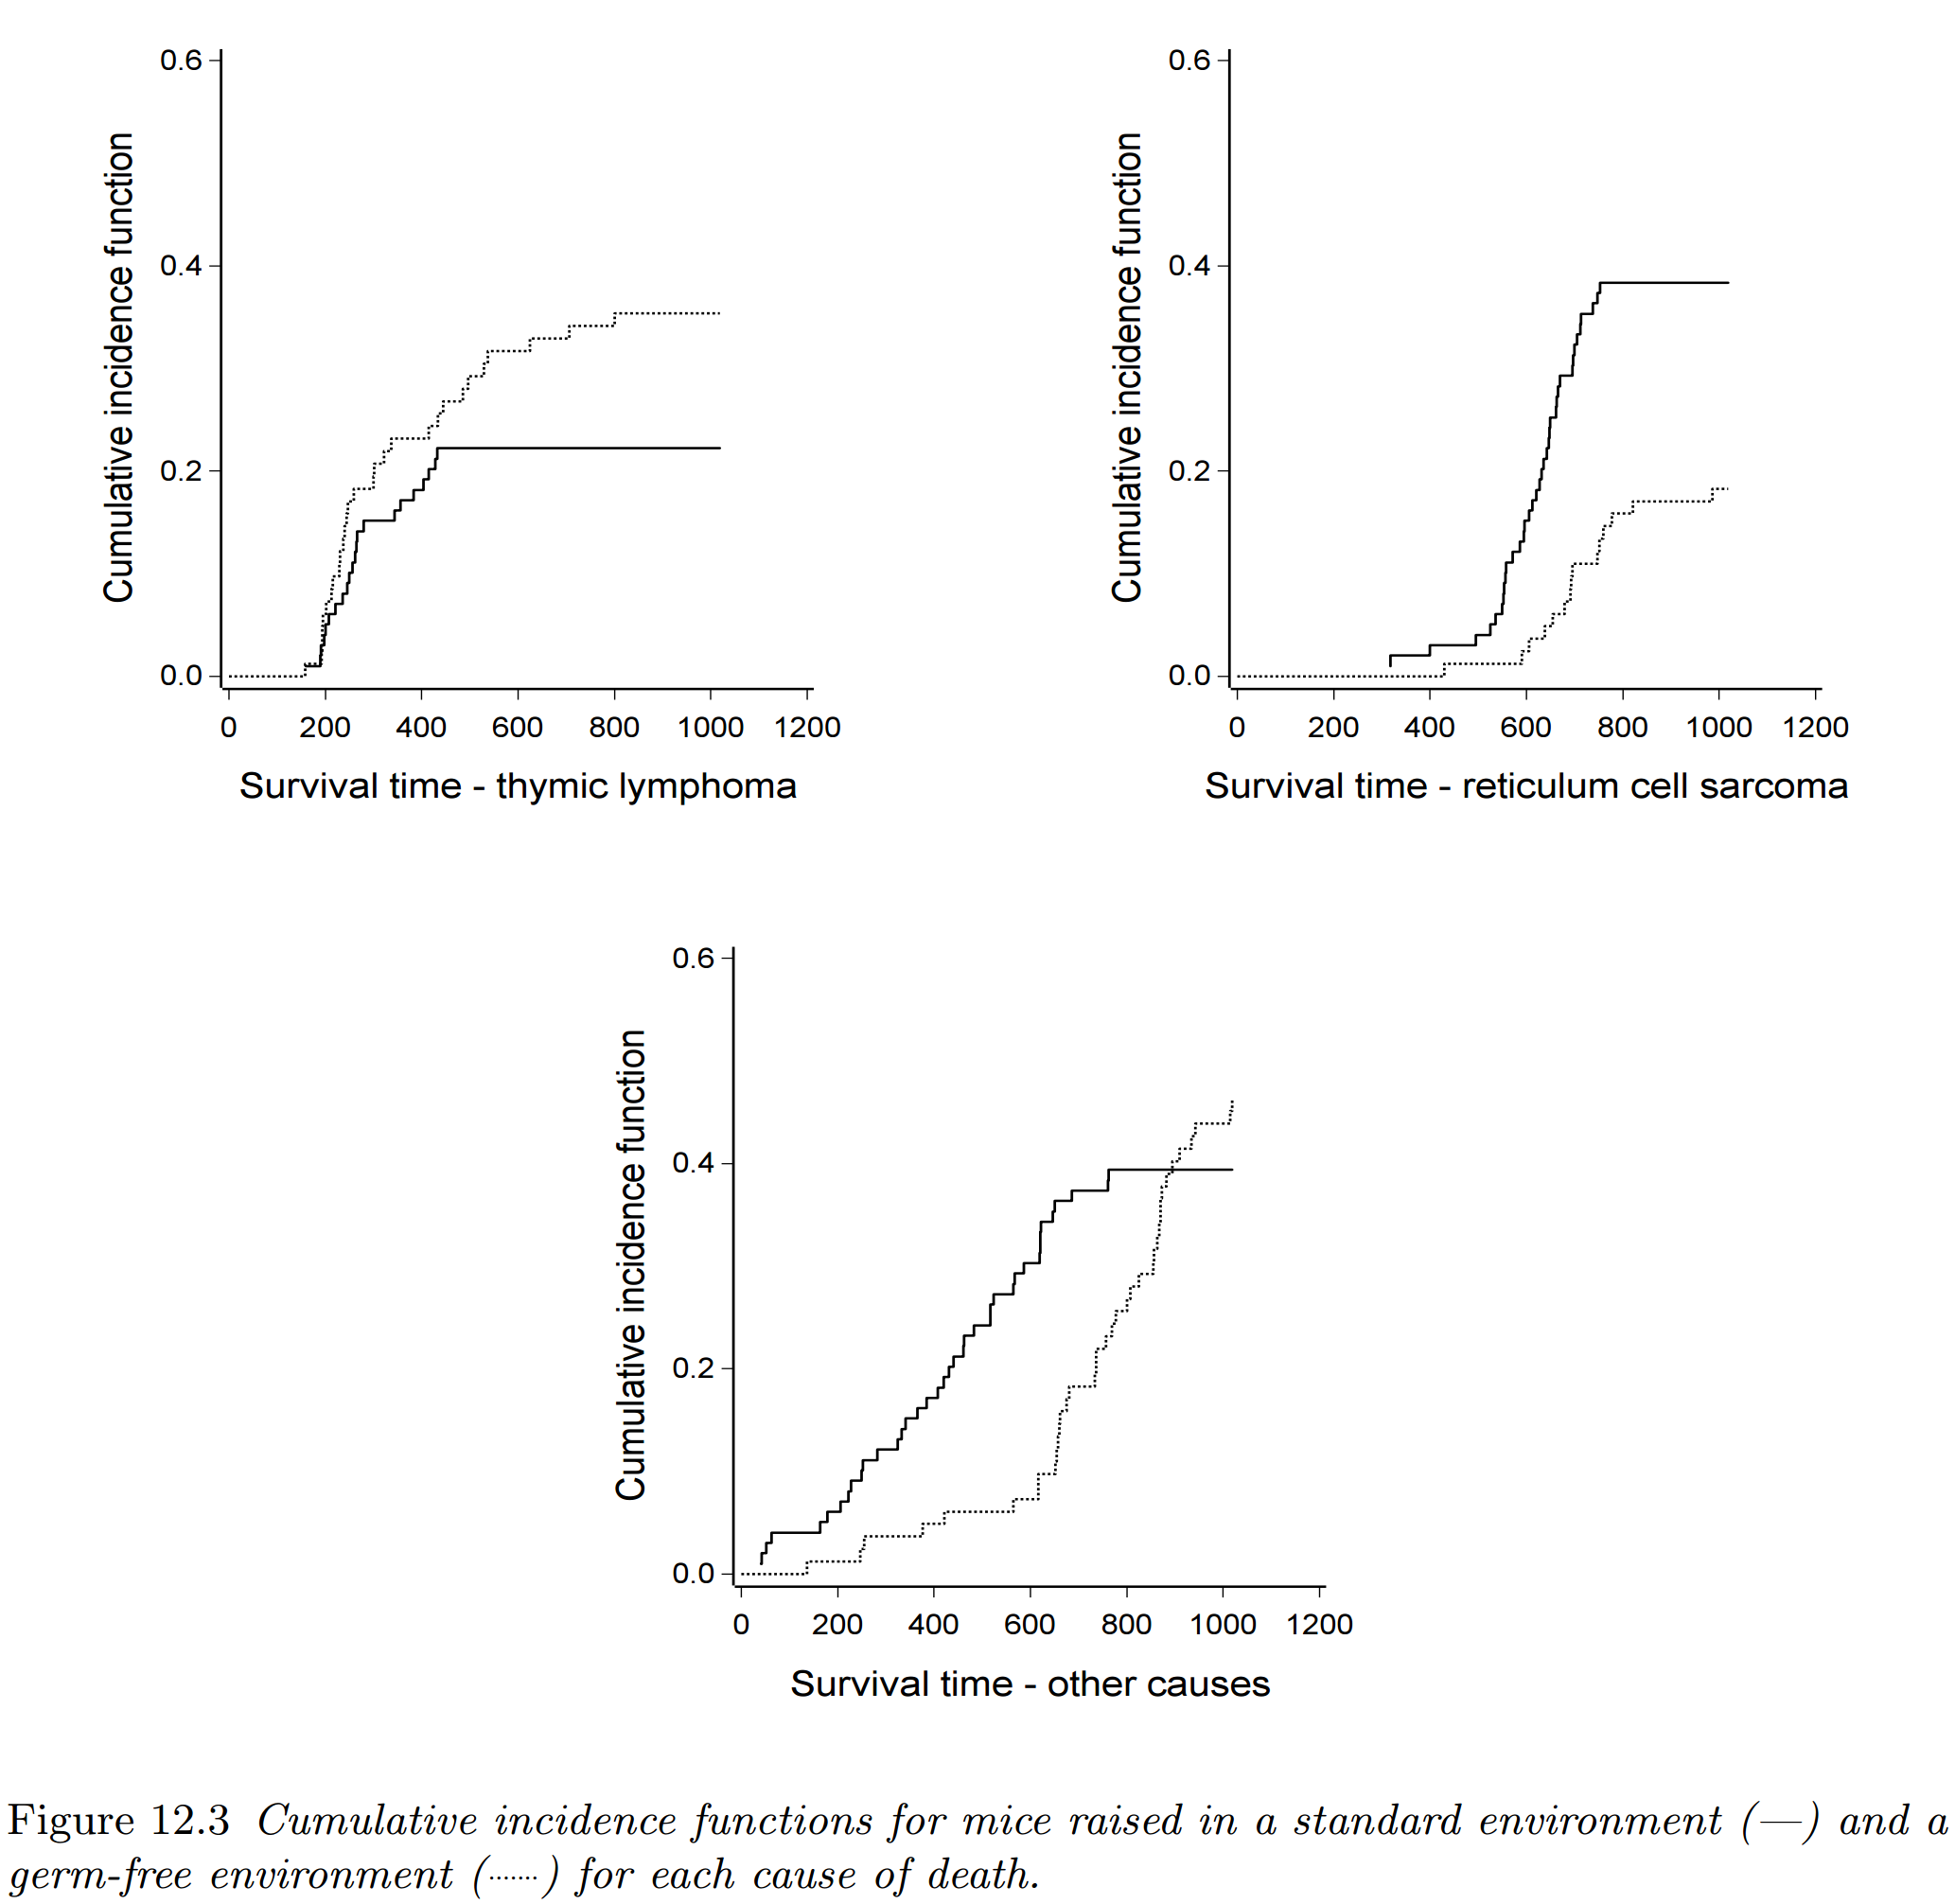 0.6
0.4
0.2
0.0
Cumulative incidence function
0 200 400 600 800 1000 1200
Survival time - thymic lymphoma
0.6
0.4
0.2
0.0
Cumulative incidence function
0 200 400 600 800 1000 1200
Survival time - reticulum cell sarcoma
0.6
0.4
0.2
0.0
Cumulative incidence function
0 200 400 600 800 1000 1200
Survival time - other causes
Figure 12.3 Cumulative incidence functions for mice raised in a standard environment (—) and a
germ-free environment (·······) for each cause of death.